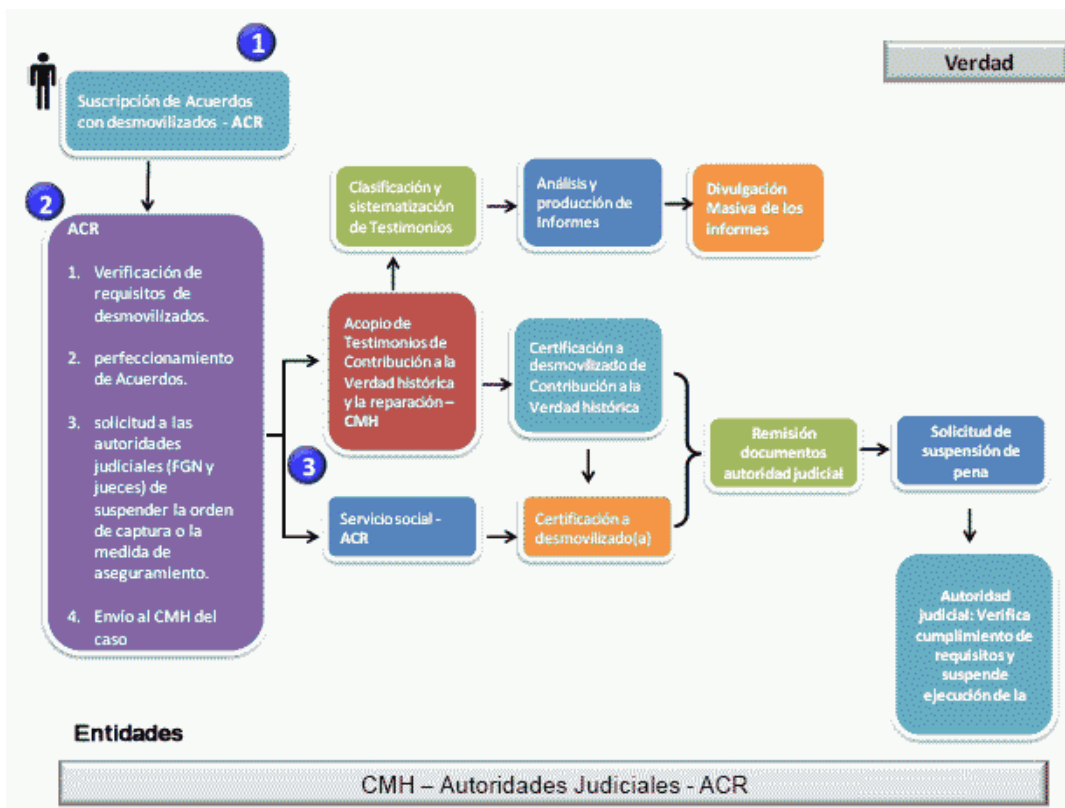 1
Verdad
Suscripción de Acuerdos
con desmovilizados - ACR
2
ACR
1. Verificación de
requisitos de
desmovilizados.
2. perfeccionamiento
de Acuerdos.
3. solicitud a las
autoridades
judiciales (FGN y
jueces) de
suspender la orden
de captura o la
medida de
aseguramiento.
4. Envío al CMH del
caso
Clasificación y
sistematización
de Testimonios
Análisis y
producción de
Informes
Divulgación
Masiva de los
informes
Acopio de
Testimonios de
Contribución a la
Verdad histórica
y la reparación –
CMH
Certificación a
desmovilizado de
Contribución a la
Verdad histórica
3
Servicio social -
ACR
Certificación a
desmovilizado(a)
Remisión
documentos
autoridad judicial
Solicitud de
suspensión de
pena
Autoridad
judicial: Verifica
cumplimiento de
requisitos y
suspende
ejecución de la
Entidades
CMH – Autoridades Judiciales - ACR